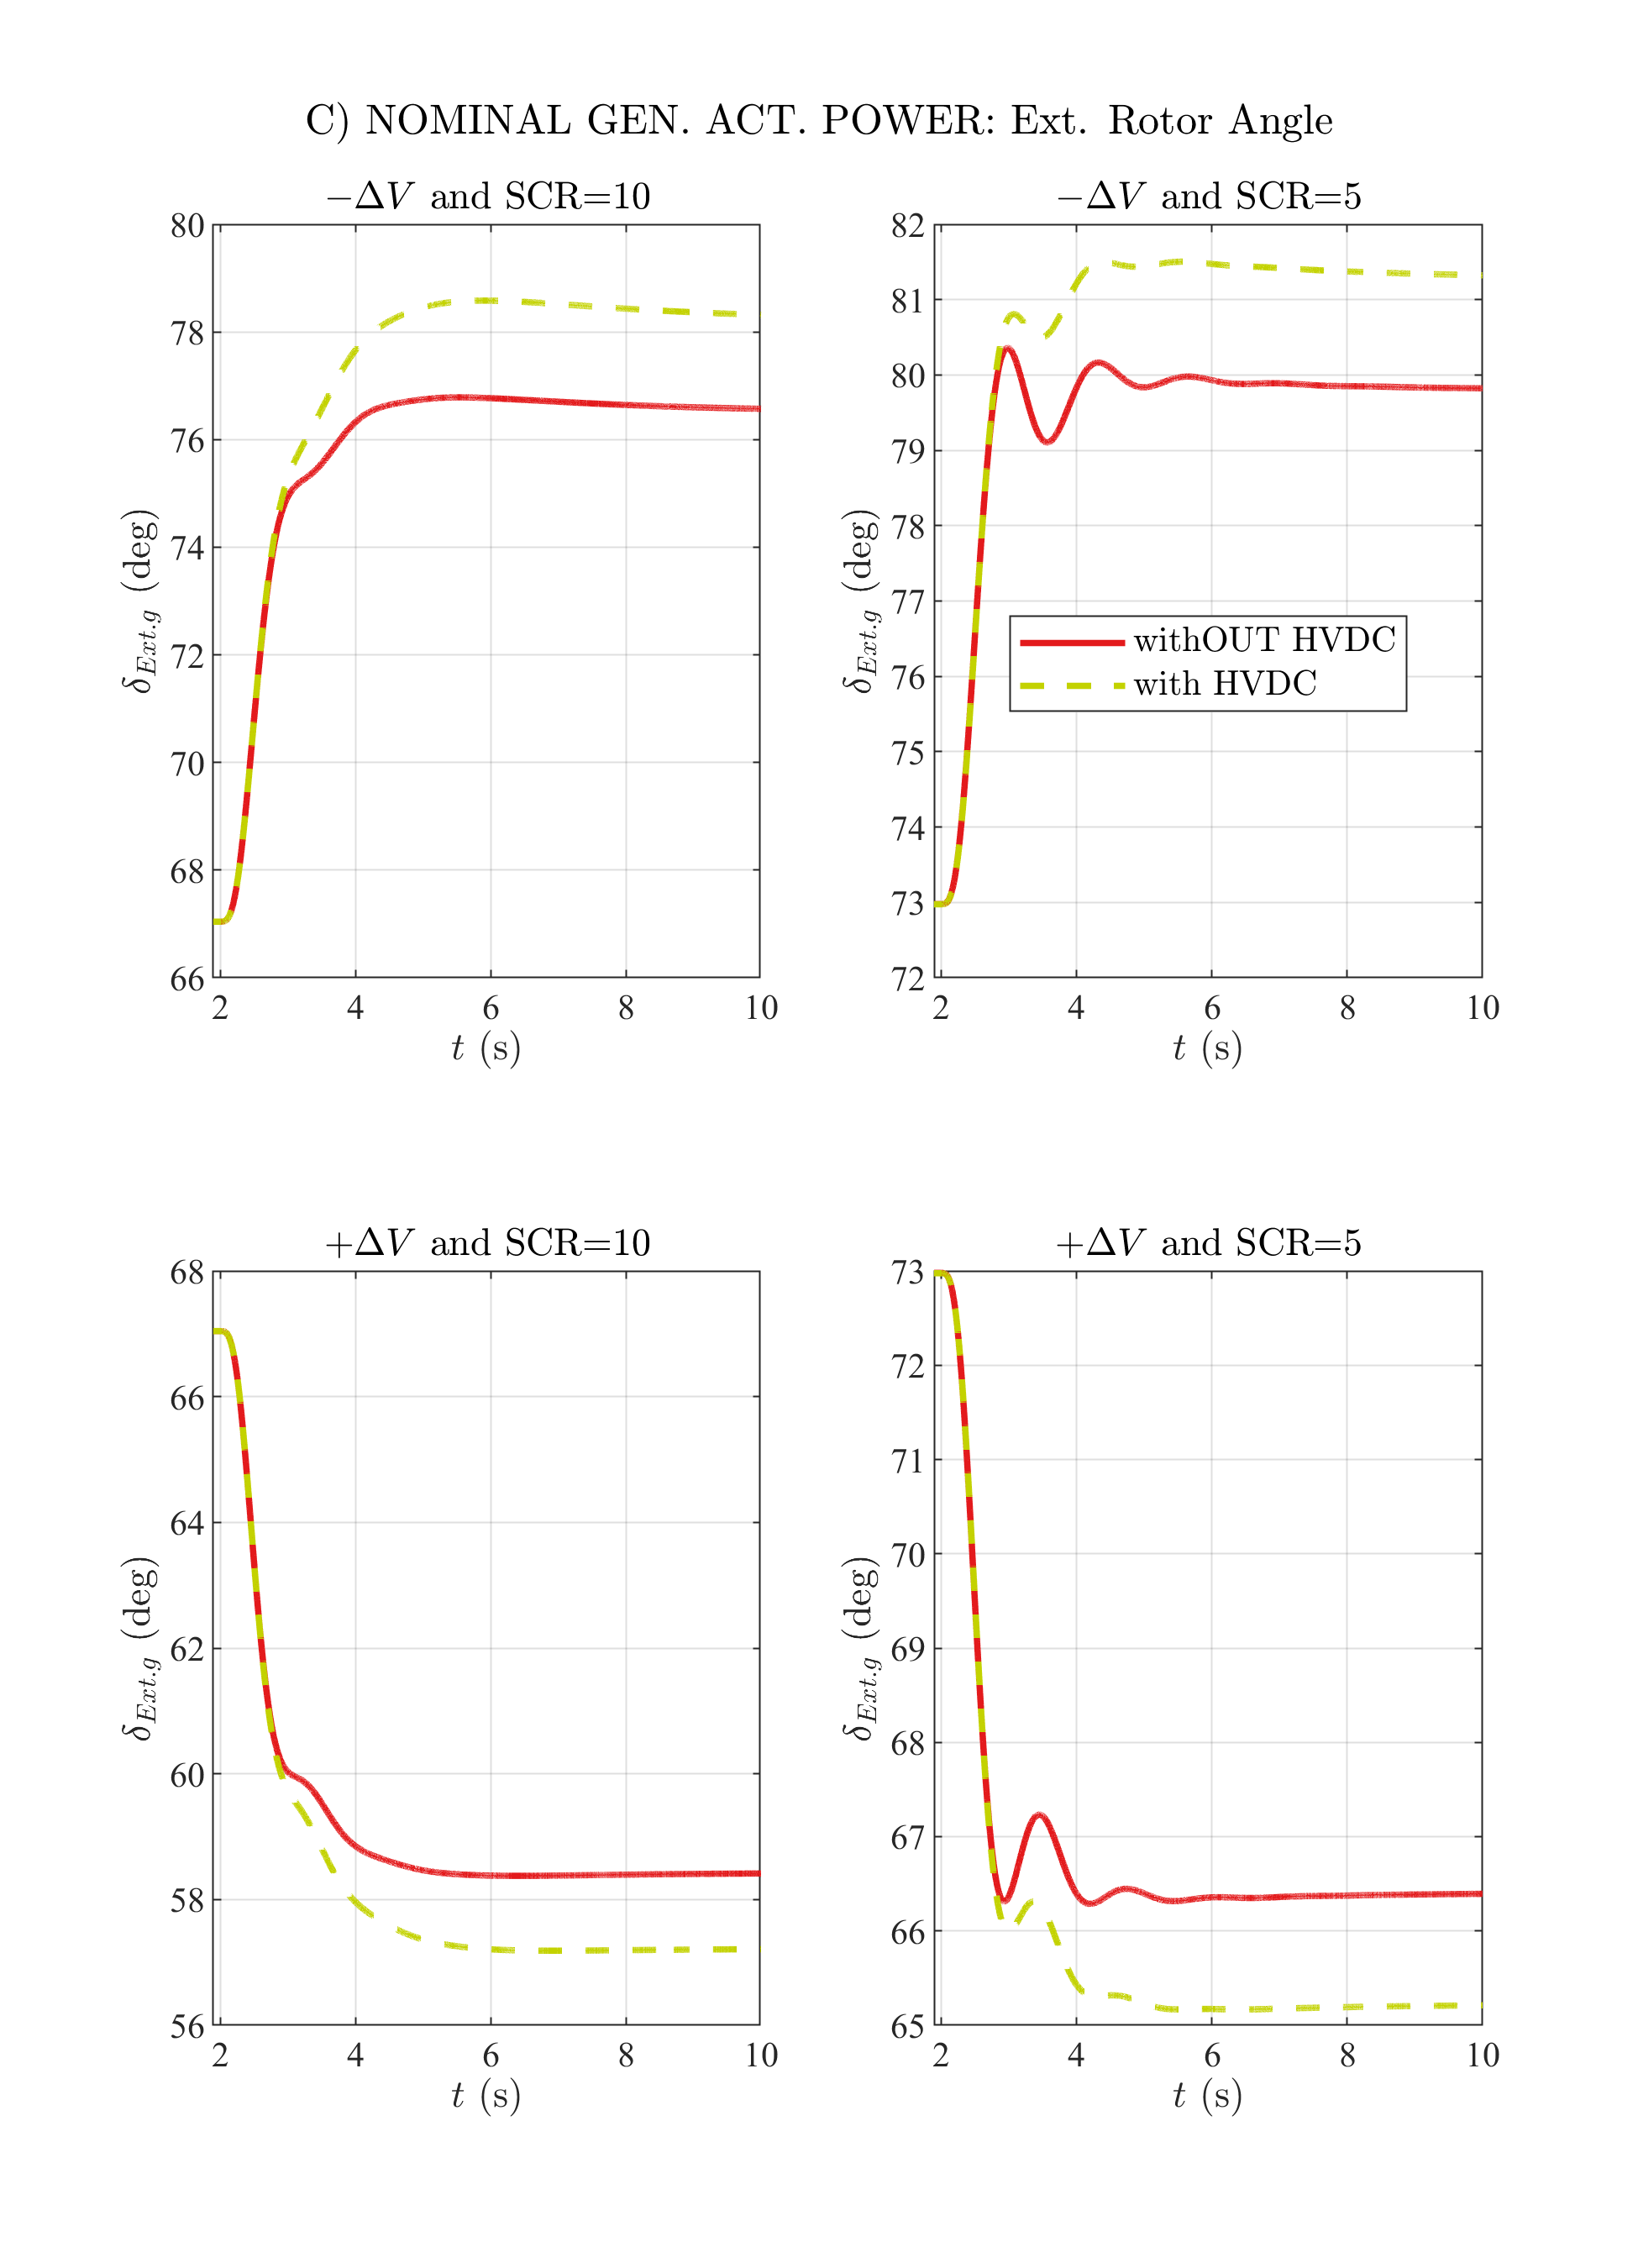 C) NOMINAL GEN. ACT. POWER: Ext. Rotor Angle
−ΔV and SCR=10
80
78
76
74
72
70
68
66
2 4 6 8 10
δExt.g (deg)
t (s)
−ΔV and SCR=5
82
81
80
79
78
77
76
75
74
73
72
2 4 6 8 10
δExt.g (deg)
t (s)
withOUT HVDC
with HVDC
+ΔV and SCR=10
68
66
64
62
60
58
56
2 4 6 8 10
δExt.g (deg)
t (s)
+ΔV and SCR=5
73
72
71
70
69
68
67
66
65
2 4 6 8 10
δExt.g (deg)
t (s)